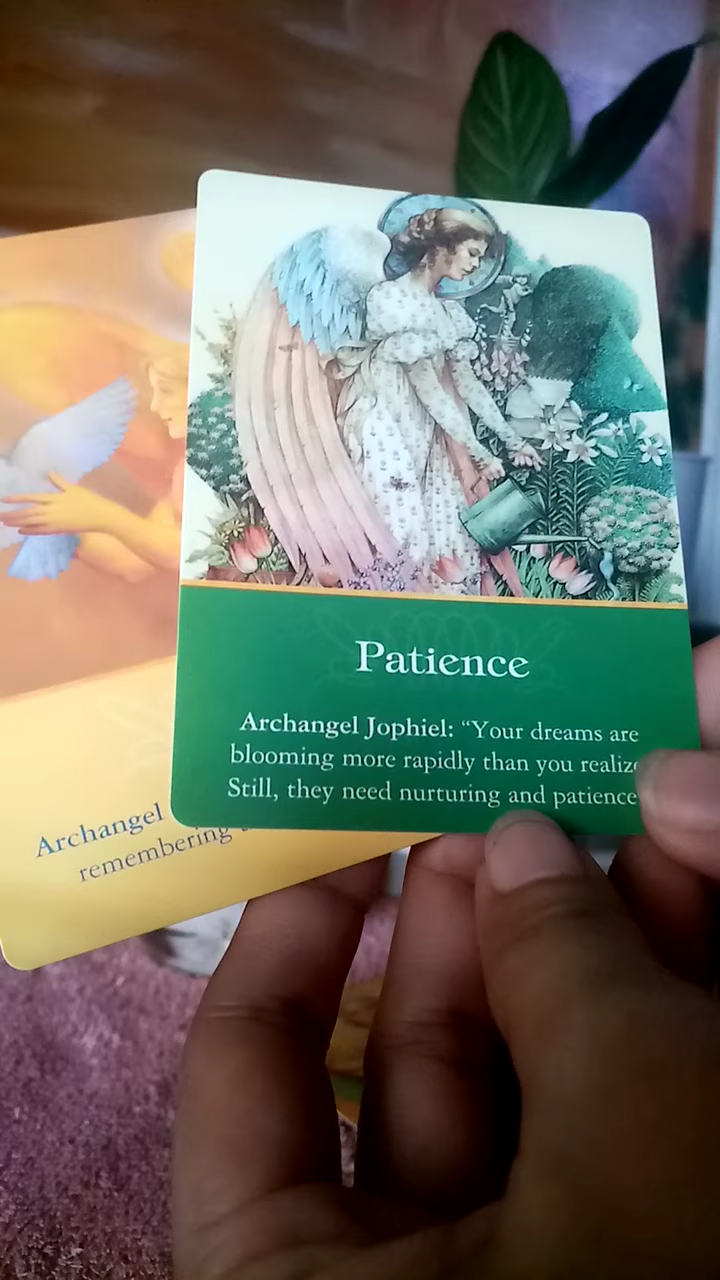 Patience
Archangel Jophiel: “Your dreams are
blooming more rapidly than you realize
Still, they need nurturing and patience
Archangel
remembering